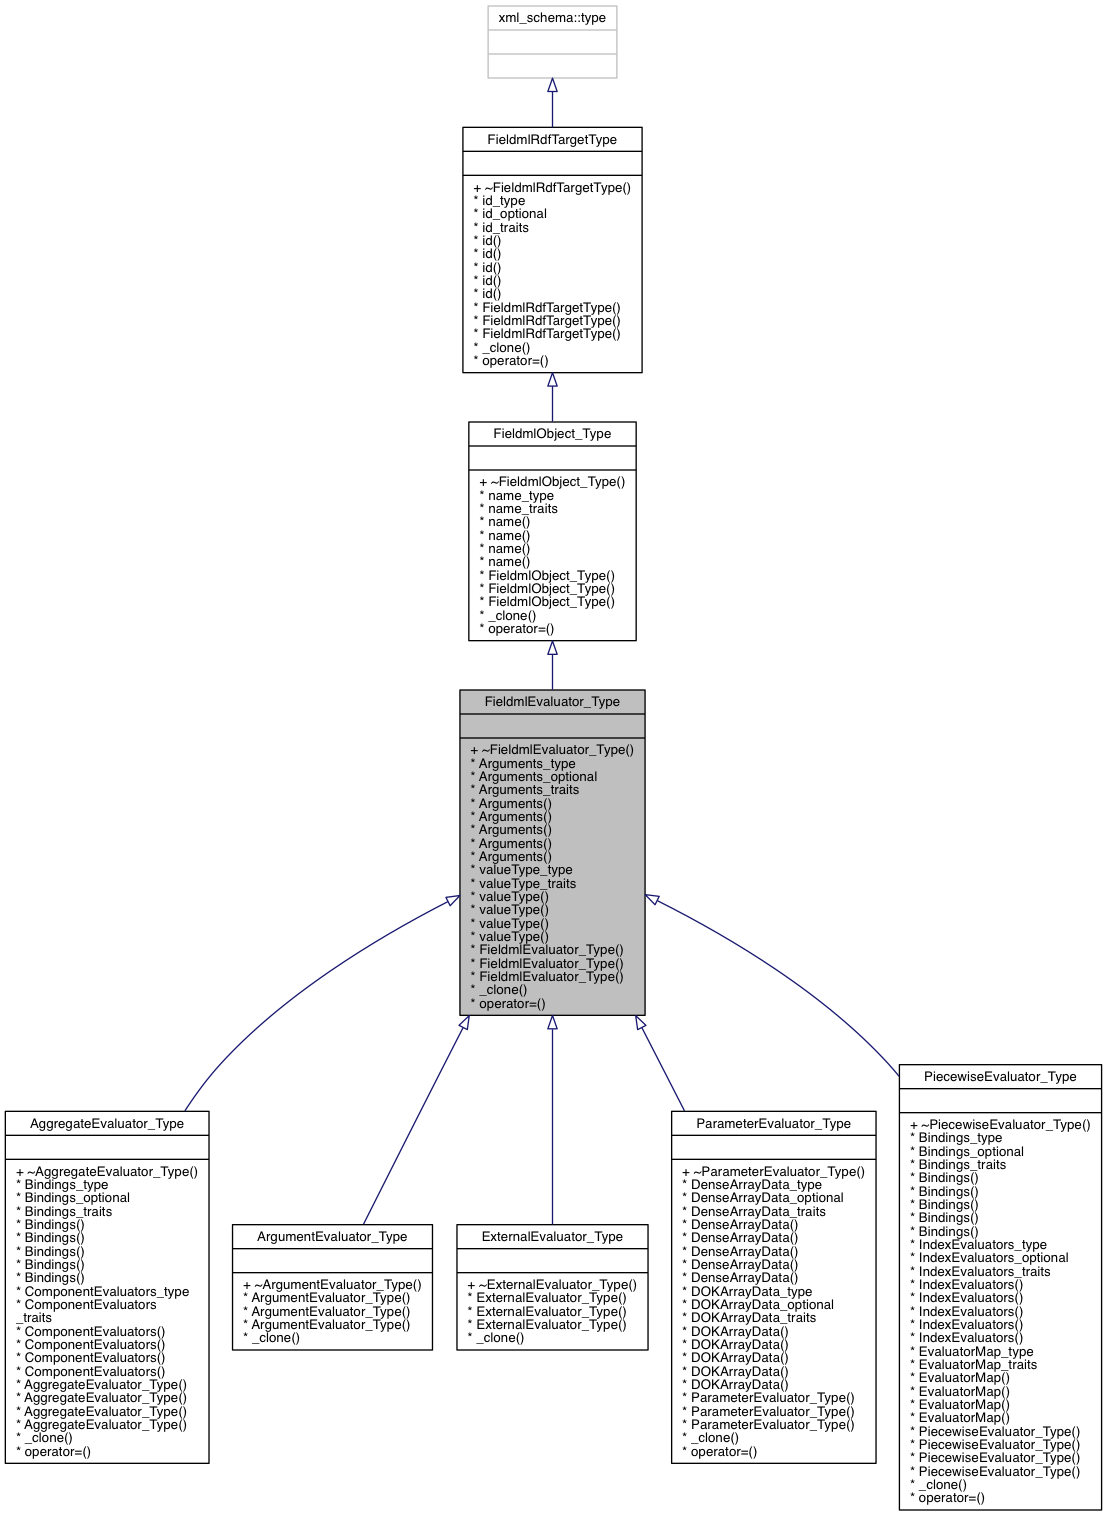 xml_schema::type
FieldmlRdfTargetType
+ ~FieldmlRdfTargetType()
* id_type
* id_optional
* id_traits
* id()
* id()
* id()
* id()
* id()
* FieldmlRdfTargetType()
* FieldmlRdfTargetType()
* FieldmlRdfTargetType()
* _clone()
* operator=()
FieldmlObject_Type
+ ~FieldmlObject_Type()
* name_type
* name_traits
* name()
* name()
* name()
* name()
* FieldmlObject_Type()
* FieldmlObject_Type()
* FieldmlObject_Type()
* _clone()
* operator=()
FieldmlEvaluator_Type
+ ~FieldmlEvaluator_Type()
* Arguments_type
* Arguments_optional
* Arguments_traits
* Arguments()
* Arguments()
* Arguments()
* Arguments()
* Arguments()
* valueType_type
* valueType_traits
* valueType()
* valueType()
* valueType()
* valueType()
* FieldmlEvaluator_Type()
* FieldmlEvaluator_Type()
* FieldmlEvaluator_Type()
* _clone()
* operator=()
AggregateEvaluator_Type
+ ~AggregateEvaluator_Type()
* Bindings_type
* Bindings_optional
* Bindings_traits
* Bindings()
* Bindings()
* Bindings()
* Bindings()
* Bindings()
* ComponentEvaluators_type
* ComponentEvaluators
_traits
* ComponentEvaluators()
* ComponentEvaluators()
* ComponentEvaluators()
* ComponentEvaluators()
* AggregateEvaluator_Type()
* AggregateEvaluator_Type()
* AggregateEvaluator_Type()
* AggregateEvaluator_Type()
* _clone()
* operator=()
ArgumentEvaluator_Type
+ ~ArgumentEvaluator_Type()
* ArgumentEvaluator_Type()
* ArgumentEvaluator_Type()
* ArgumentEvaluator_Type()
* _clone()
ExternalEvaluator_Type
+ ~ExternalEvaluator_Type()
* ExternalEvaluator_Type()
* ExternalEvaluator_Type()
* ExternalEvaluator_Type()
* _clone()
ParameterEvaluator_Type
+ ~ParameterEvaluator_Type()
* DenseArrayData_type
* DenseArrayData_optional
* DenseArrayData_traits
* DenseArrayData()
* DenseArrayData()
* DenseArrayData()
* DenseArrayData()
* DenseArrayData()
* DOKArrayData_type
* DOKArrayData_optional
* DOKArrayData_traits
* DOKArrayData()
* DOKArrayData()
* DOKArrayData()
* DOKArrayData()
* DOKArrayData()
* ParameterEvaluator_Type()
* ParameterEvaluator_Type()
* ParameterEvaluator_Type()
* _clone()
* operator=()
PiecewiseEvaluator_Type
+ ~PiecewiseEvaluator_Type()
* Bindings_type
* Bindings_optional
* Bindings_traits
* Bindings()
* Bindings()
* Bindings()
* Bindings()
* Bindings()
* IndexEvaluators_type
* IndexEvaluators_optional
* IndexEvaluators_traits
* IndexEvaluators()
* IndexEvaluators()
* IndexEvaluators()
* IndexEvaluators()
* IndexEvaluators()
* EvaluatorMap_type
* EvaluatorMap_traits
* EvaluatorMap()
* EvaluatorMap()
* EvaluatorMap()
* EvaluatorMap()
* PiecewiseEvaluator_Type()
* PiecewiseEvaluator_Type()
* PiecewiseEvaluator_Type()
* PiecewiseEvaluator_Type()
* _clone()
* operator=()